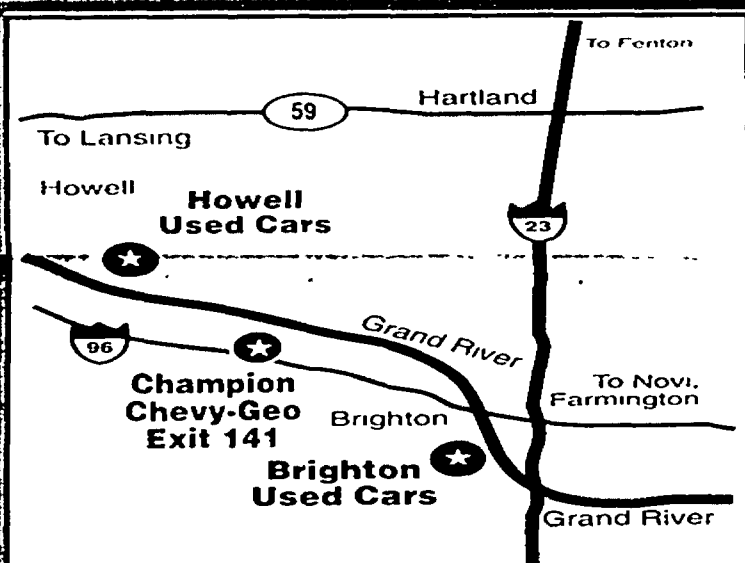 To Fenton
59
Hartland
To Lansing
Howell
Howell
Used Cars
23
Grand River
96
Champion
Chevy-Geo
Exit 141
To Novi,
Farmington
Brighton
Brighton
Used Cars
Grand River